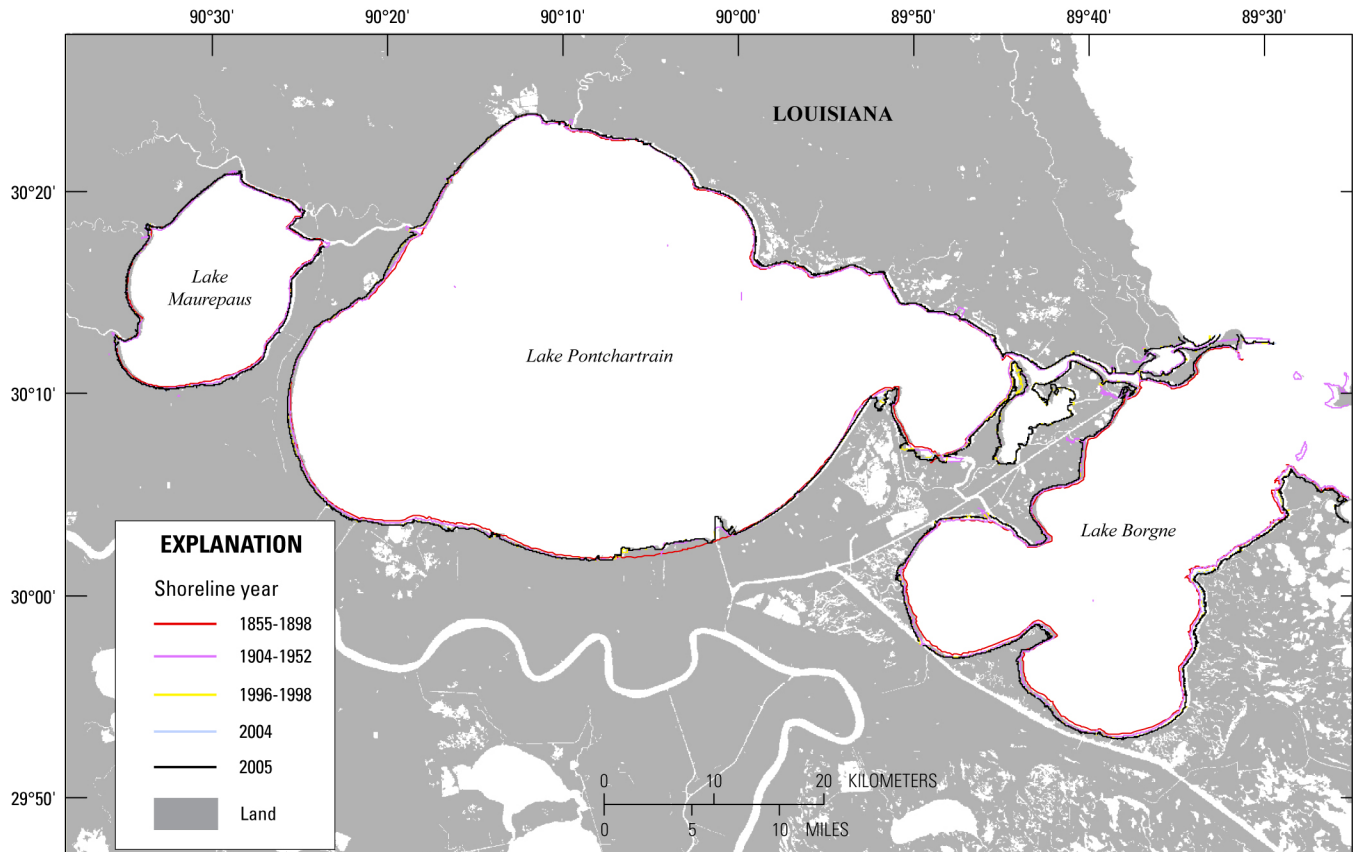 90°30' 90°20' 90°10' 90°00' 89°50' 89°40' 89°30'
LOUISIANA
30°20'
Lake
Maurepaus
Lake Pontchartrain
30°10'
Lake Borgne
EXPLANATION
Shoreline year
1855-1898
1904-1952
1996-1998
2004
2005
Land
30°00'
29°50'
0 10 20 KILOMETERS
0 5 10 MILES